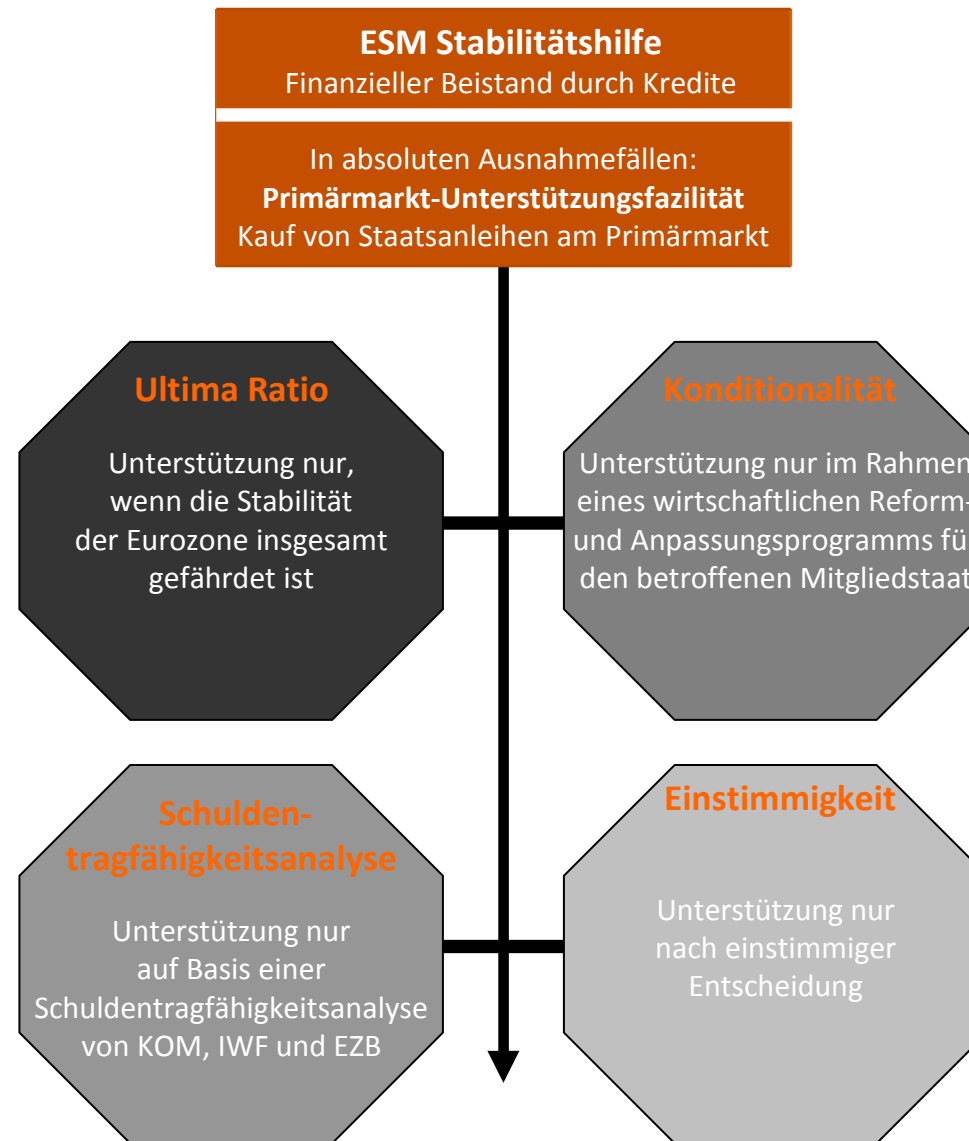 ESM Stabilitätshilfe
Finanzieller Beistand durch Kredite
In absoluten Ausnahmefällen:
Primärmarkt-Unterstützungsfazilität
Kauf von Staatsanleihen am Primärmarkt
Ultima Ratio
Unterstützung nur,
wenn die Stabilität
der Eurozone insgesamt
gefährdet ist
Konditionalität
Unterstützung nur im Rahmen
eines wirtschaftlichen Reform-
und Anpassungsprogramms für
den betroffenen Mitgliedstaat
Schulden-
tragfähigkeitsanalyse
Unterstützung nur
auf Basis einer
Schuldentragfähigkeitsanalyse
von KOM, IWF und EZB
Einstimmigkeit
Unterstützung nur
nach einstimmiger
Entscheidung